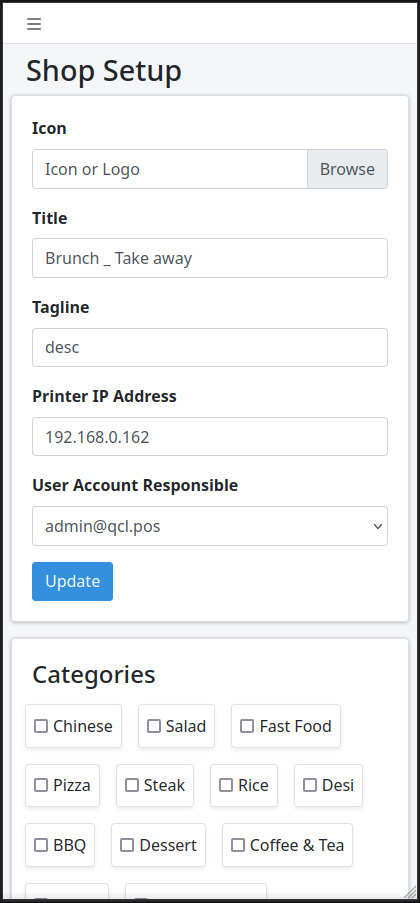 Shop Setup
Icon
Icon or Logo Browse
Title
Brunch _ Take away
Tagline
desc
Printer IP Address
192.168.0.162
User Account Responsible
admin@qcl.pos
Update
Categories
Chinese Salad Fast Food
Pizza Steak Rice Desi
BBQ Dessert Coffee & Tea